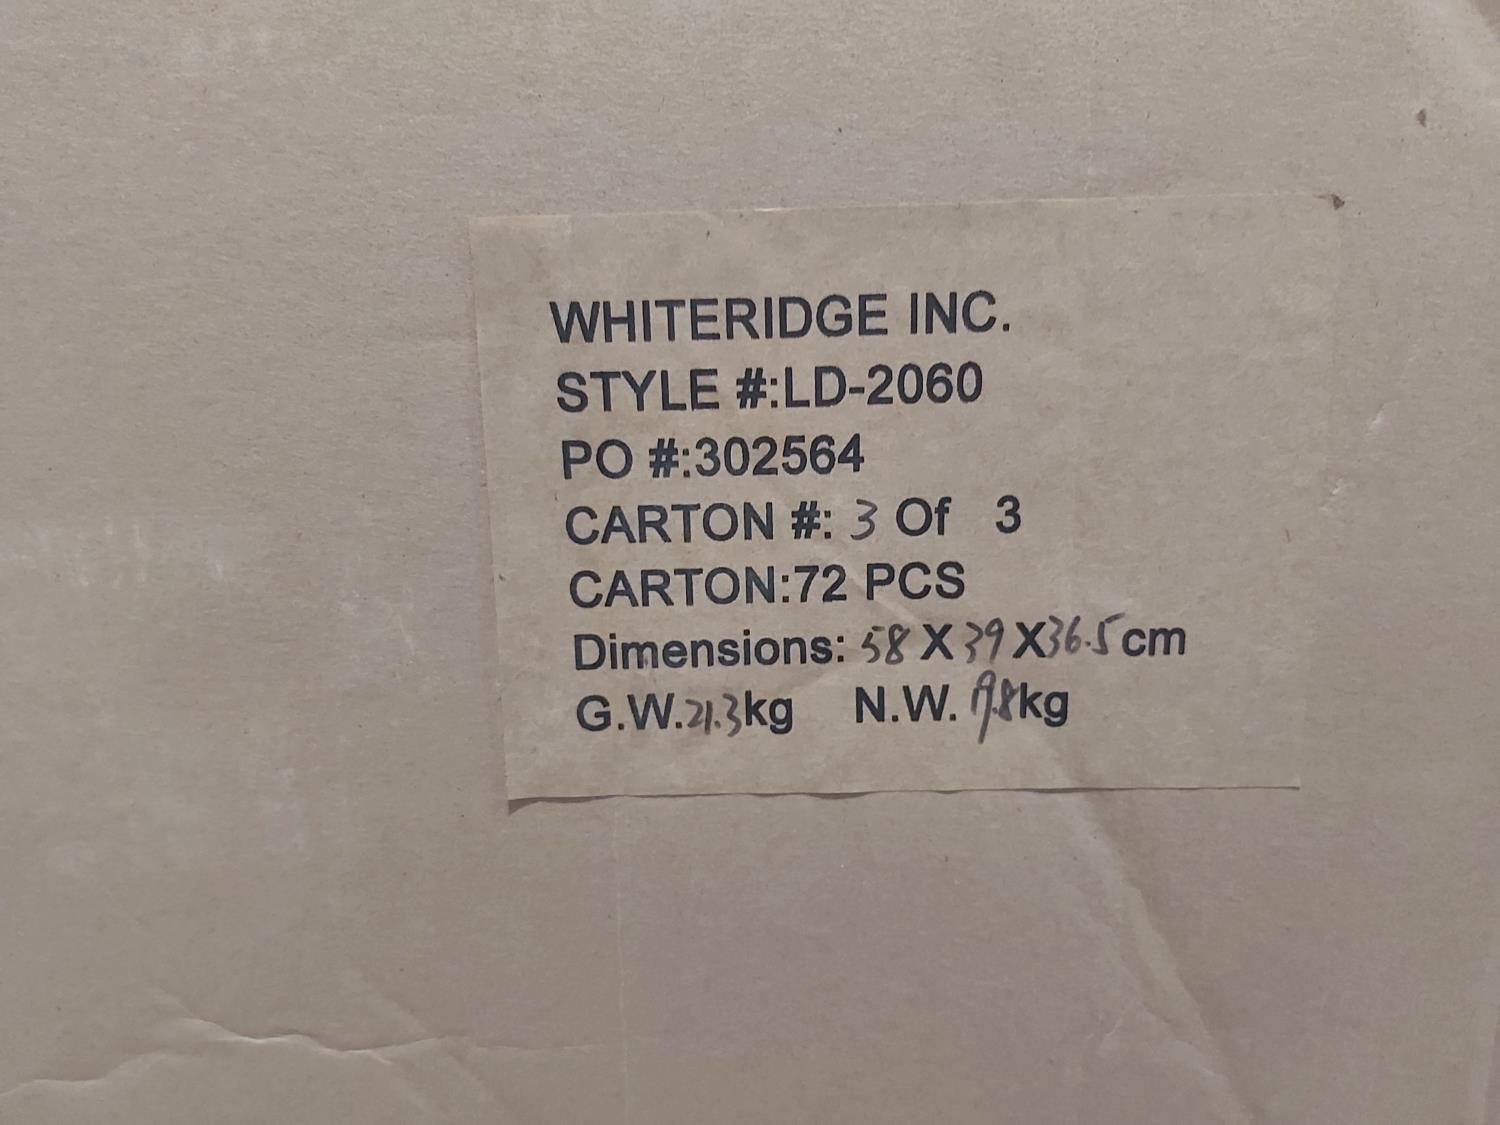 WHITERIDGE INC.
STYLE #:LD-2060
PO #:302564
CARTON #: 3 Of 3
CARTON:72 PCS
Dimensions: 58 X 39 X 36.5 cm
G.W.21.3kg N.W. 19.8kg